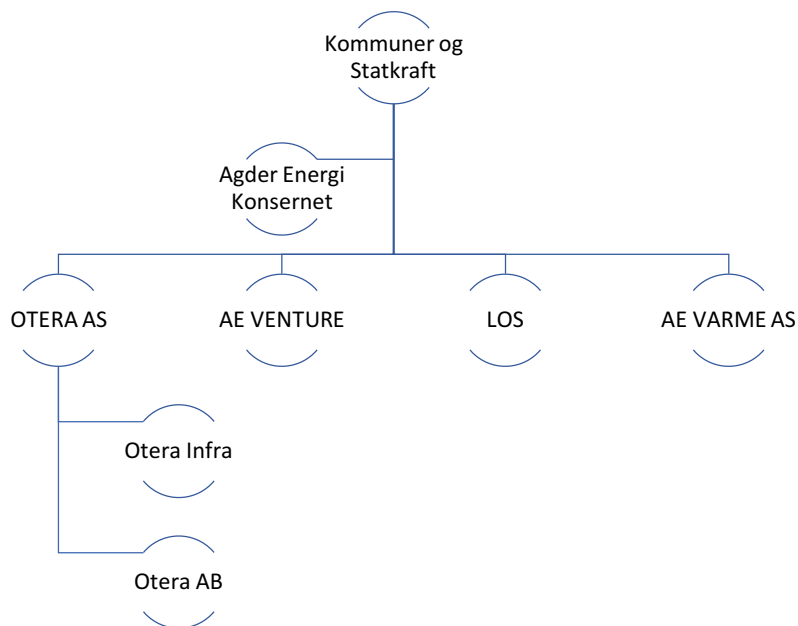 Kommuner og
Statkraft
Agder Energi
Konsernet
OTERA AS
AE VENTURE
LOS
AE VARME AS
Otera Infra
Otera AB